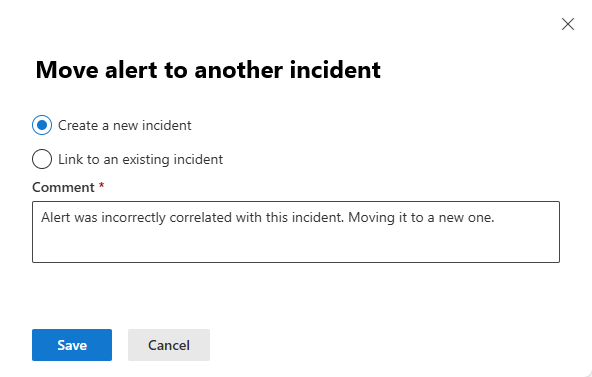 Move alert to another incident
Create a new incident
Link to an existing incident
Comment *
Alert was incorrectly correlated with this incident. Moving it to a new one.
Save
Cancel